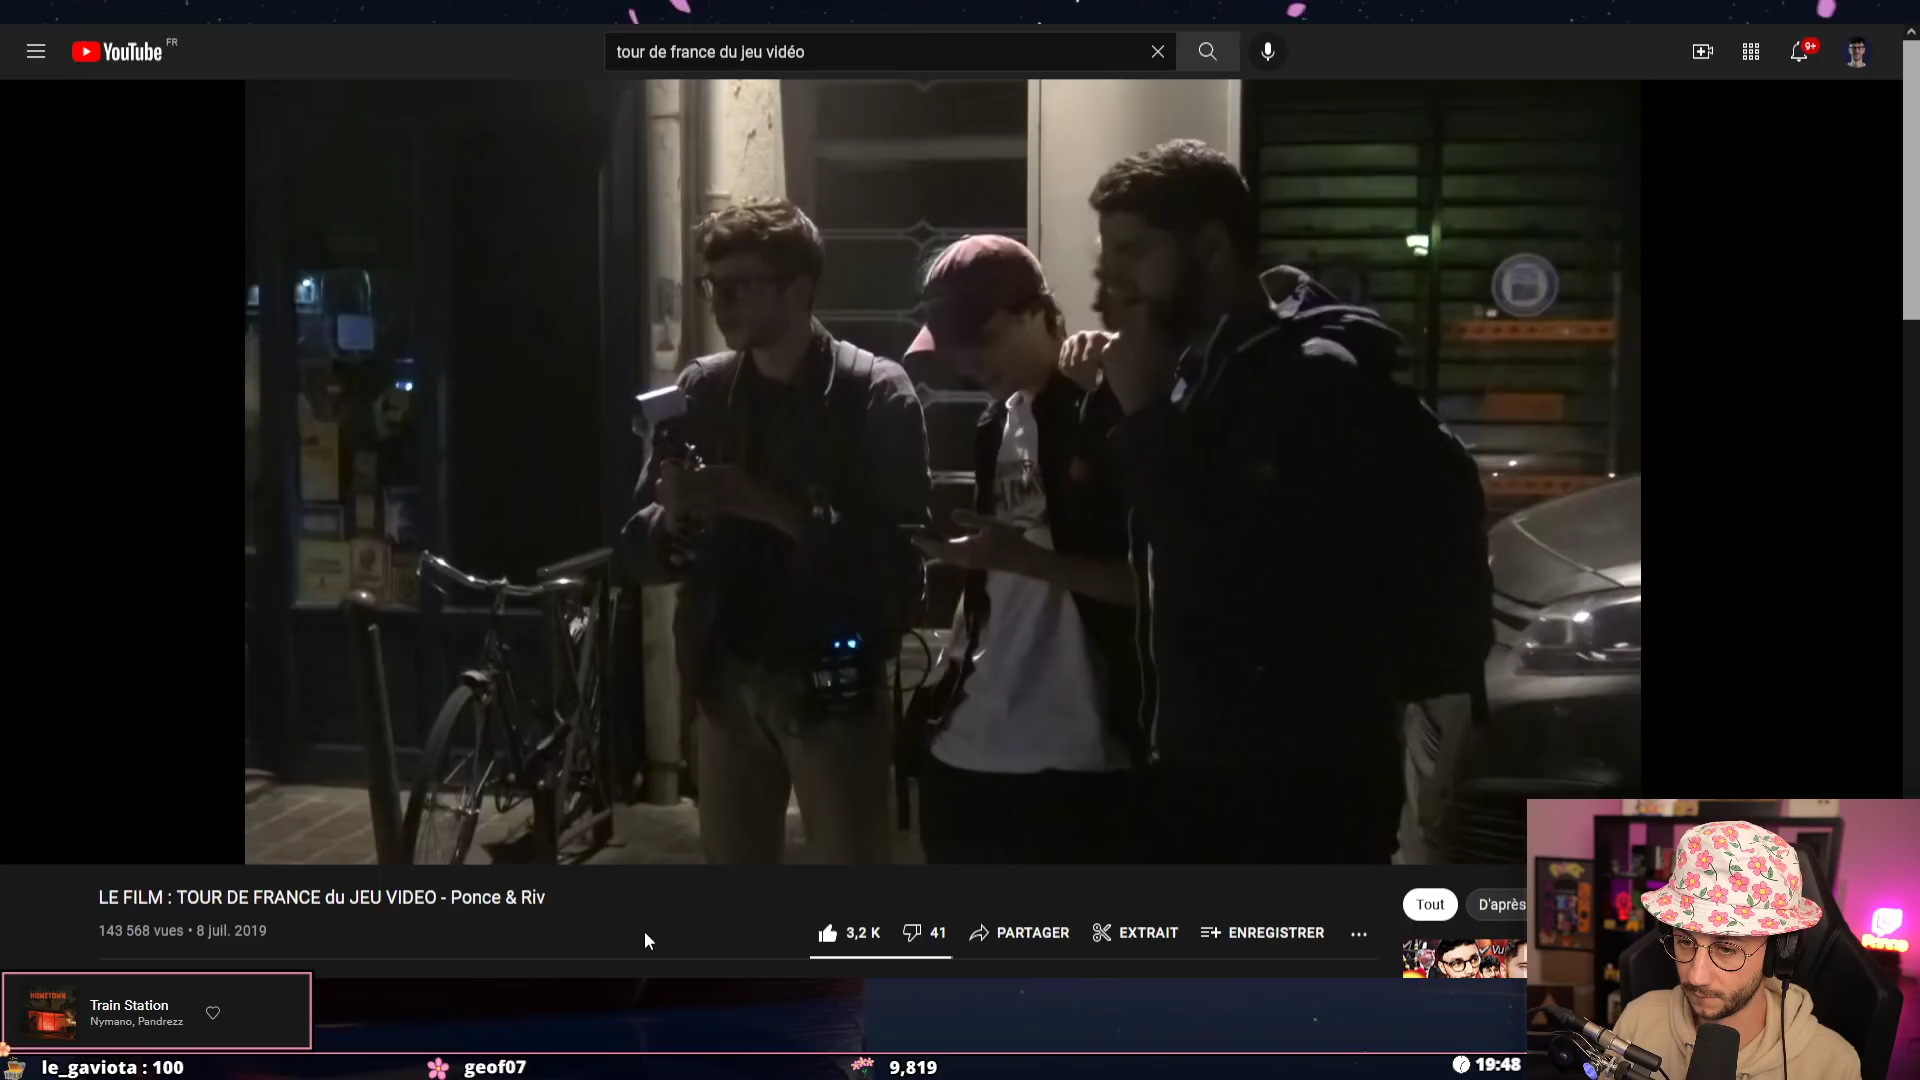 YouTube FR
tour de france du jeu vidéo
9+
LE FILM : TOUR DE FRANCE du JEU VIDEO - Ponce & Riv
143 568 vues • 8 juil. 2019
3,2 K
41
PARTAGER
EXTRAIT
ENREGISTRER
Tout
D'après
HOMETOWN
Train Station
Nymano, Pandrezz
le_gaviota : 100
geof07
9,819
19:48